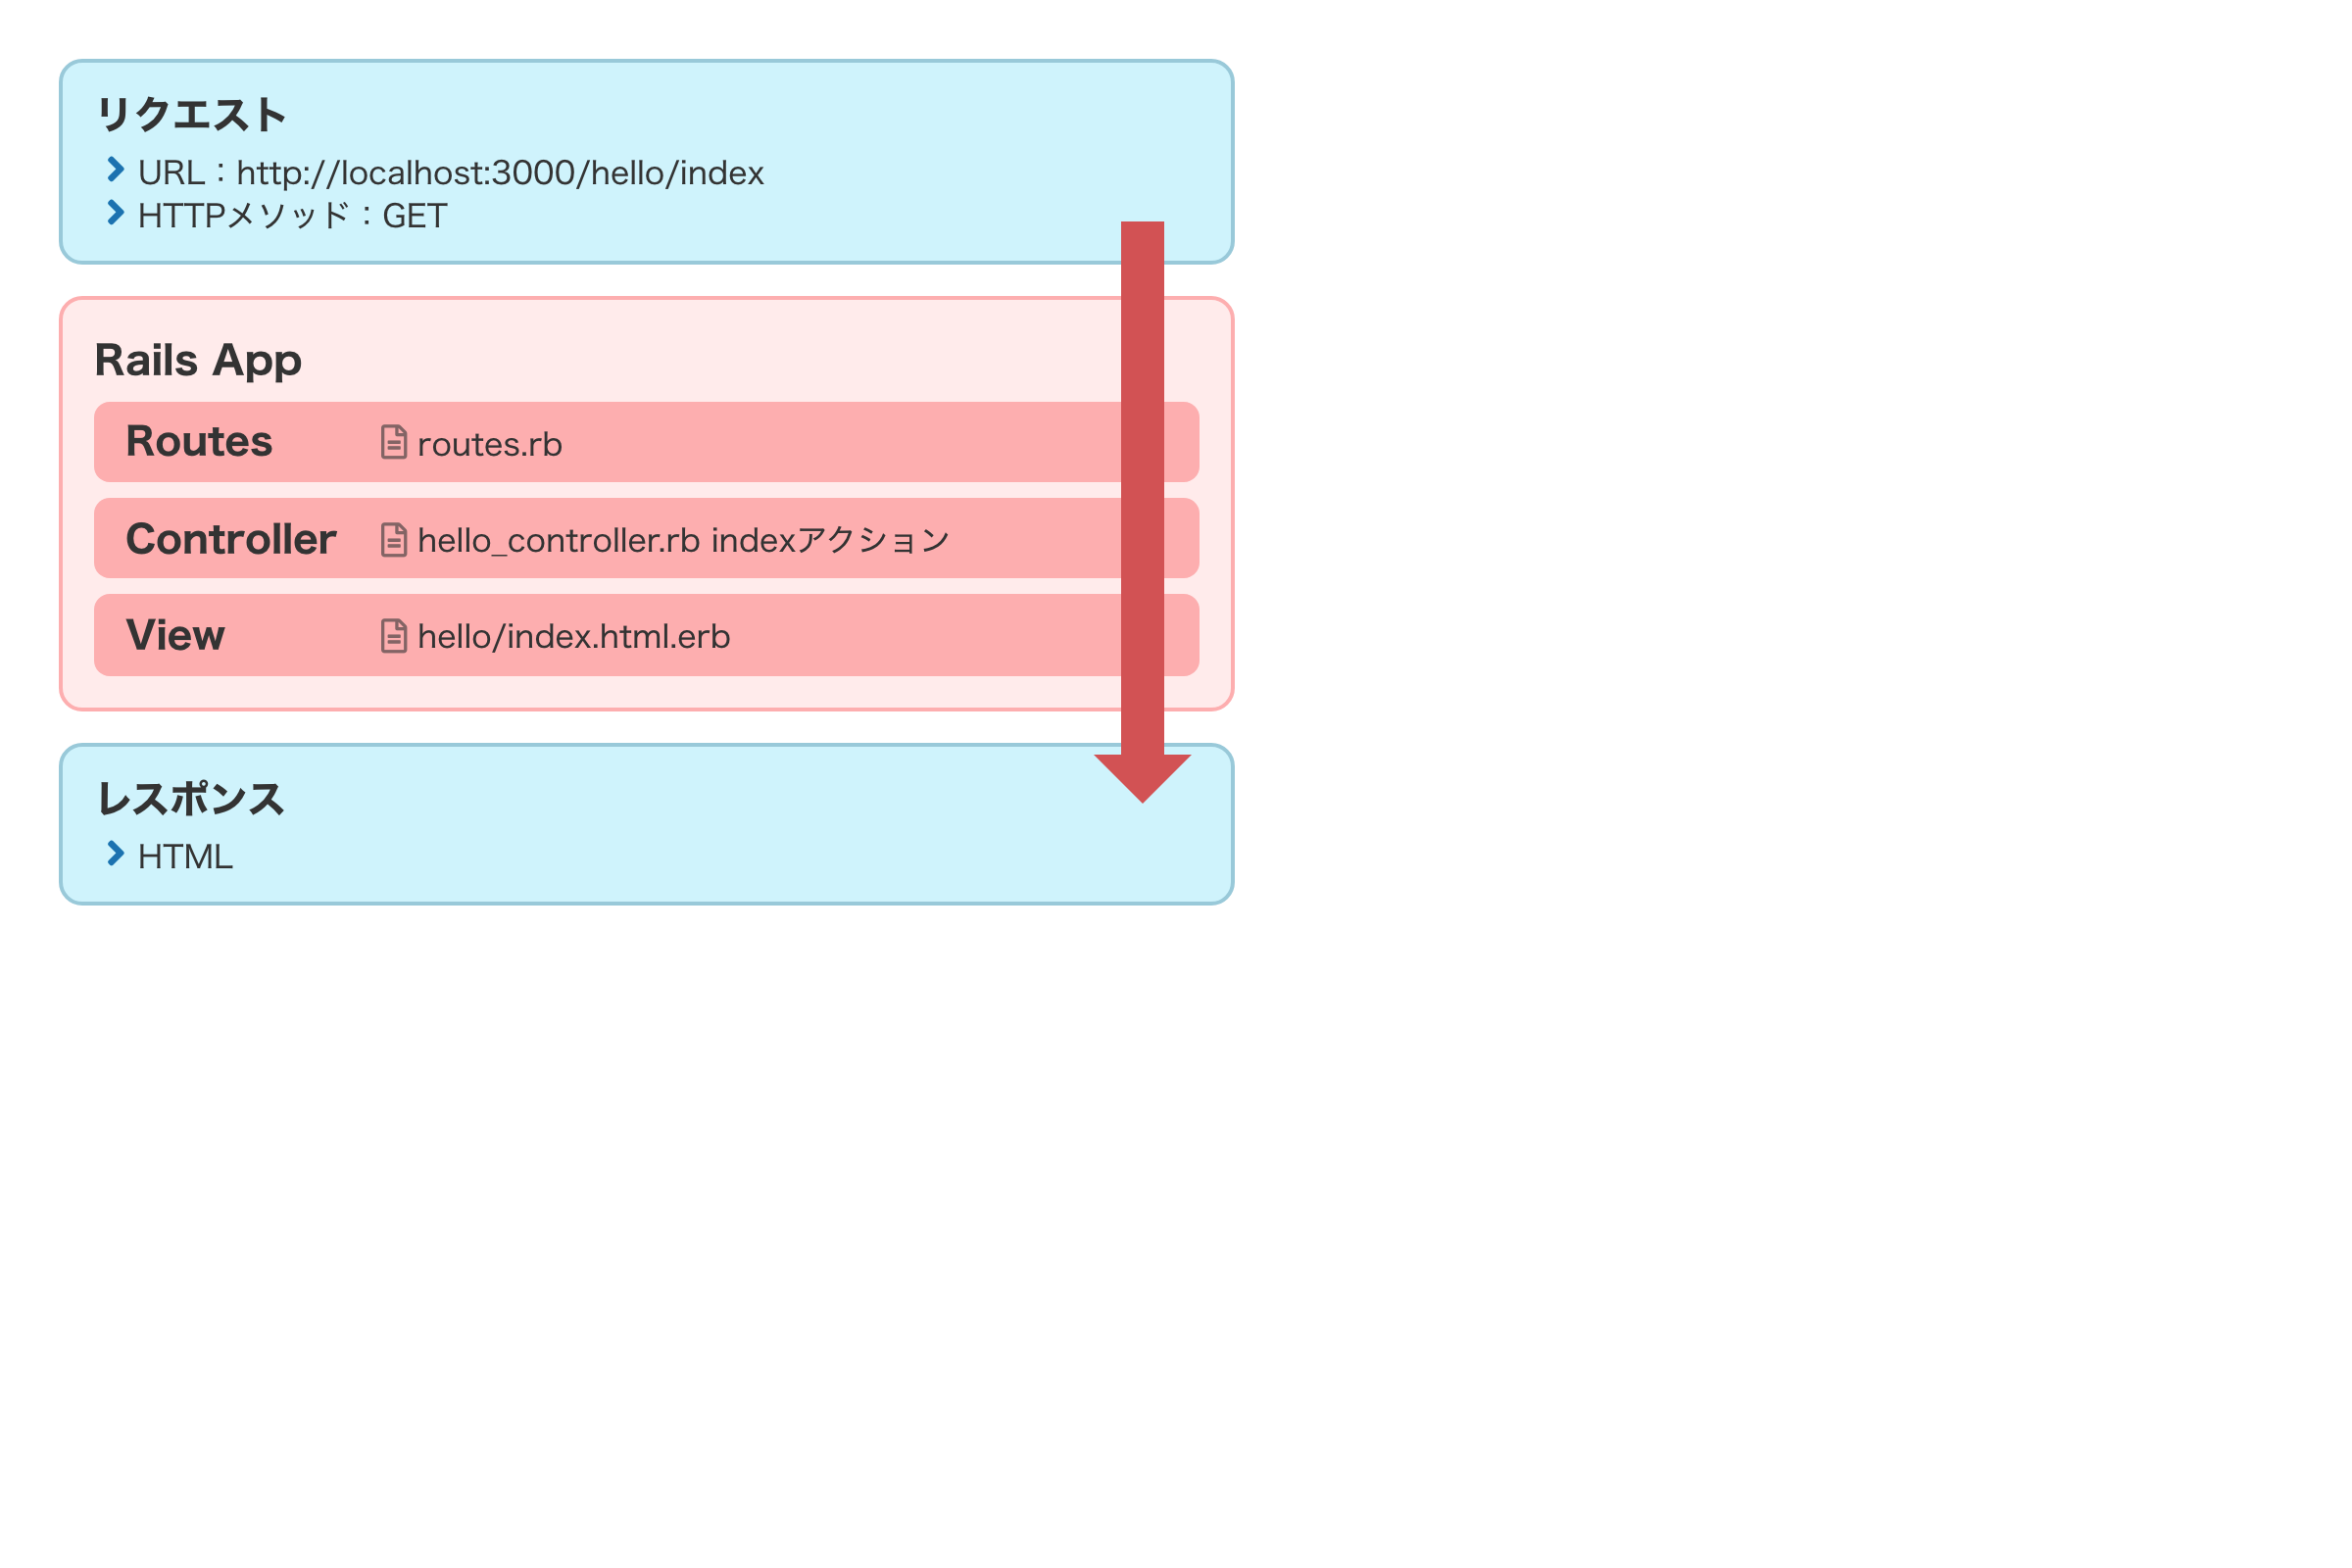 リクエスト
URL：http://localhost:3000/hello/index
HTTPメソッド：GET
Rails App
Routes routes.rb
Controller hello_controller.rb indexアクション
View hello/index.html.erb
レスポンス
HTML